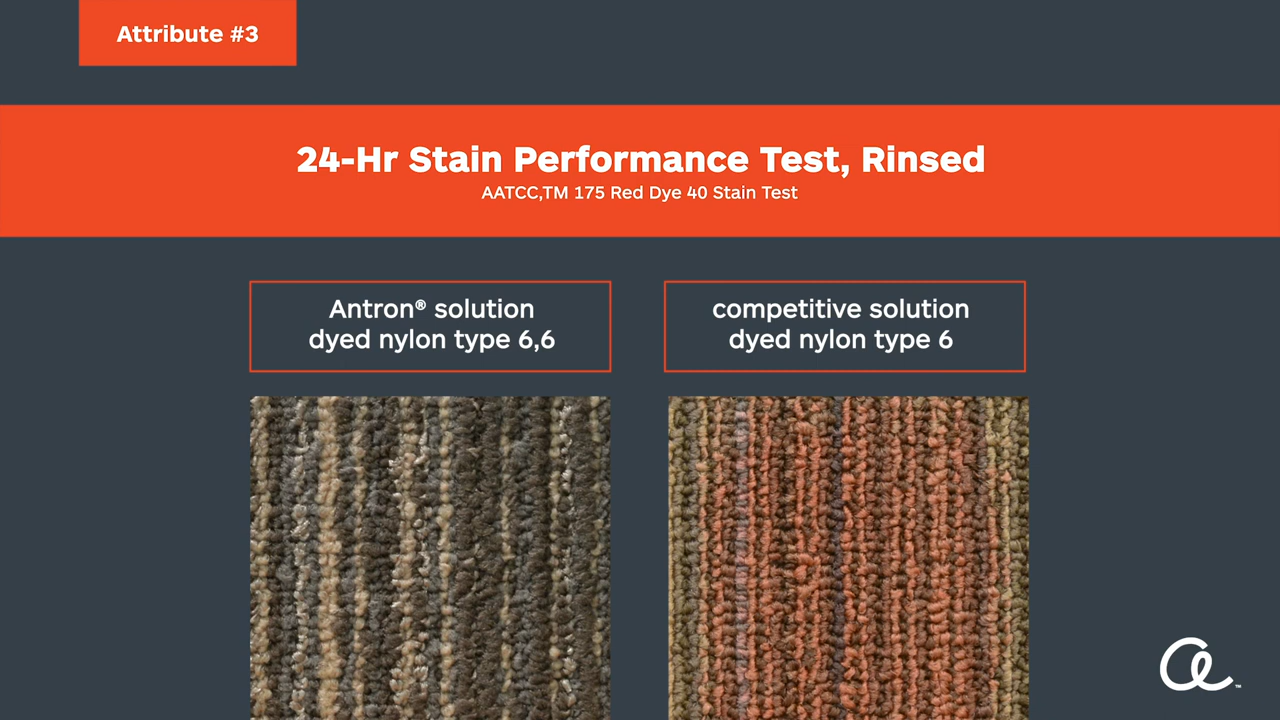 Attribute #3
24-Hr Stain Performance Test, Rinsed
AATCC,TM 175 Red Dye 40 Stain Test
Antron® solution
dyed nylon type 6,6
competitive solution
dyed nylon type 6